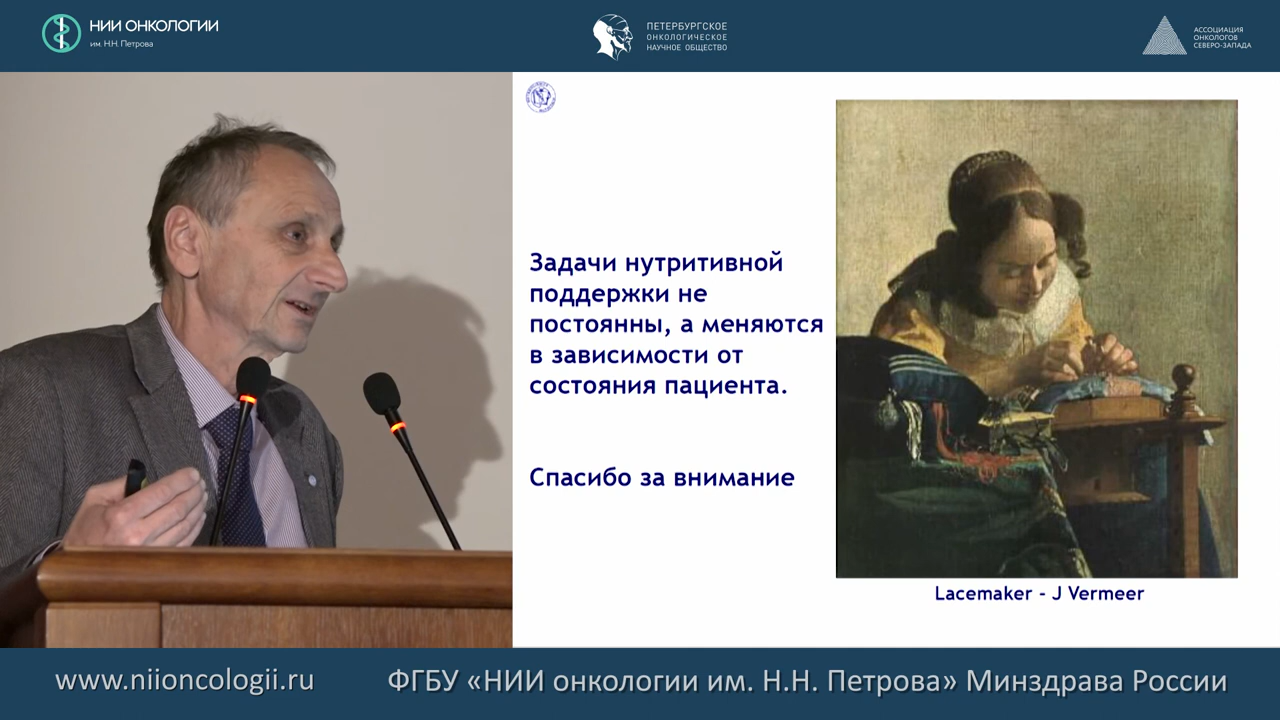 НИИ ОНКОЛОГИИ
им. Н.Н. Петрова
ПЕТЕРБУРГСКОЕ
ОНКОЛОГИЧЕСКОЕ
НАУЧНОЕ ОБЩЕСТВО
АССОЦИАЦИЯ
ОНКОЛОГОВ
СЕВЕРО-ЗАПАДА
Задачи нутритивной
поддержки не
постоянны, а меняются
в зависимости от
состояния пациента.
Спасибо за внимание
Lacemaker - J Vermeer
www.niioncologii.ru
ФГБУ «НИИ онкологии им. Н.Н. Петрова» Минздрава России